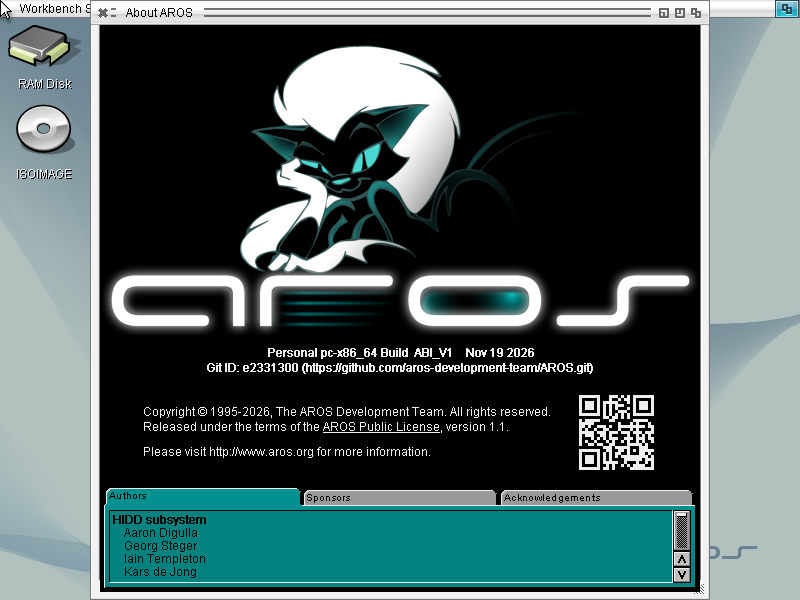 Workbench S
About AROS
RAM Disk
ISOIMAGE
aros
Personal pc-x86_64 Build ABI_V1 Nov 19 2026
Git ID: e2331300 (https://github.com/aros-development-team/AROS.git)
Copyright © 1995-2026, The AROS Development Team. All rights reserved.
Released under the terms of the AROS Public License, version 1.1.
Please visit http://www.aros.org for more information.
Authors
Sponsors
Acknowledgements
HIDD subsystem
Aaron Digulla
Georg Steger
Iain Templeton
Kars de Jong